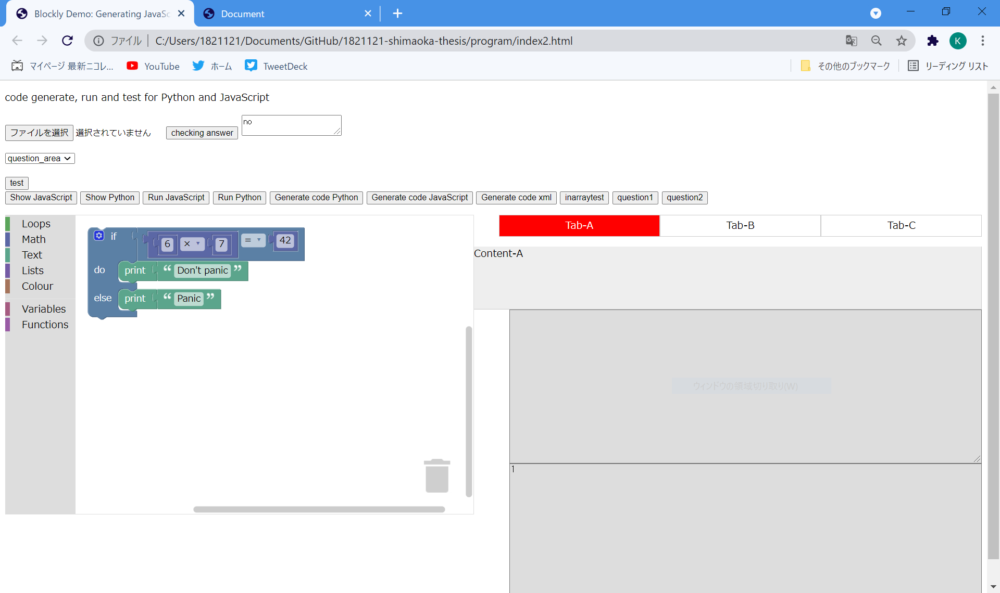 Blockly Demo: Generating JavaSc
Document
ファイル
C:/Users/1821121/Documents/GitHub/1821121-shimaoka-thesis/program/index2.html
K
マイページ 最新ニコレ...
YouTube
ホーム
TweetDeck
その他のブックマーク
リーディング リスト
code generate, run and test for Python and JavaScript
ファイルを選択 選択されていません
checking answer
no
question_area
test
Show JavaScript
Show Python
Run JavaScript
Run Python
Generate code Python
Generate code JavaScript
Generate code xml
inarraytest
question1
question2
Loops
Math
Text
Lists
Colour
Variables
Functions
if 6 × 7 = 42
do print “ Don't panic ”
else print “ Panic ”
Tab-A
Tab-B
Tab-C
Content-A
ウィンドウの領域切り取り(W)
1